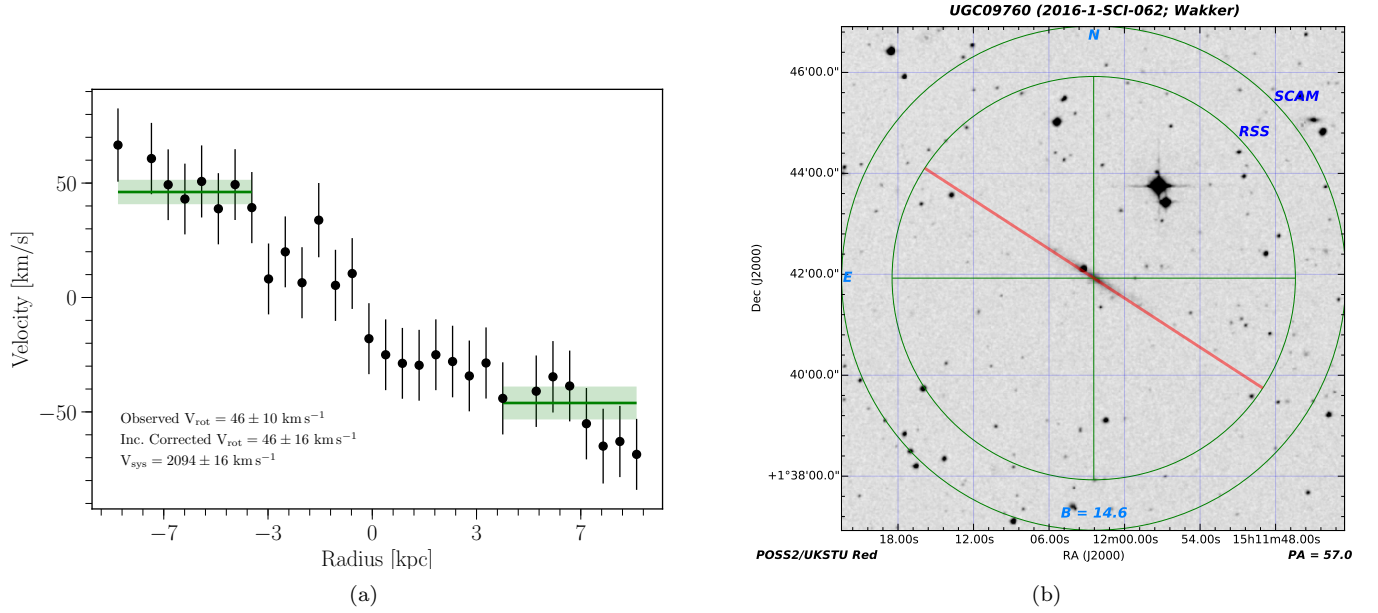 UGC09760 (2016-1-SCI-062; Wakker)
Velocity [km/s]
50
0
−50
Observed V_rot = 46 ± 10 km s⁻¹
Inc. Corrected V_rot = 46 ± 16 km s⁻¹
V_sys = 2094 ± 16 km s⁻¹
−7 −3 0 3 7
Radius [kpc]
(a)
N
SCAM
RSS
E
B = 14.6
Dec (J2000)
46'00.0"
44'00.0"
42'00.0"
40'00.0"
+1°38'00.0"
18.00s 12.00s 06.00s 12m00.00s 54.00s 15h11m48.00s
POSS2/UKSTU Red RA (J2000) PA = 57.0
(b)